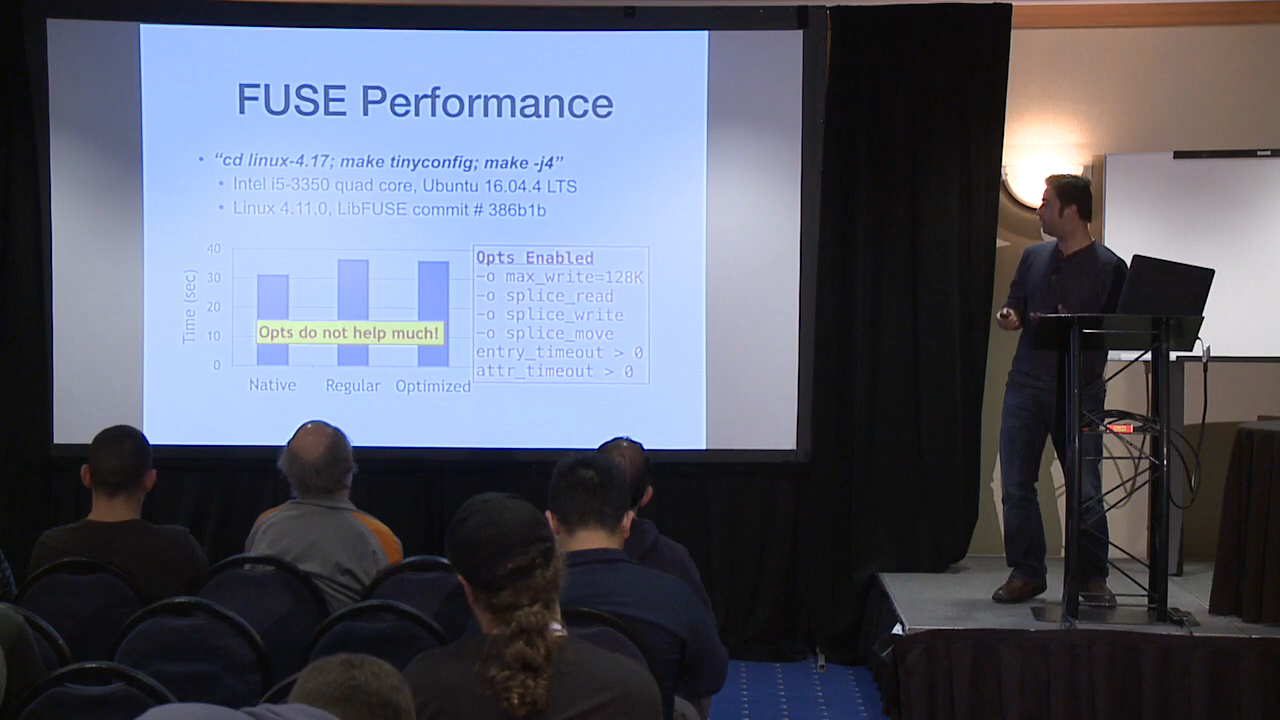 FUSE Performance
• “cd linux-4.17; make tinyconfig; make -j4”
• Intel i5-3350 quad core, Ubuntu 16.04.4 LTS
• Linux 4.11.0, LibFUSE commit # 386b1b
Time (sec)
40
30
20
10
0
Opts do not help much!
Native Regular Optimized
Opts Enabled
-o max_write=128K
-o splice_read
-o splice_write
-o splice_move
entry_timeout > 0
attr_timeout > 0